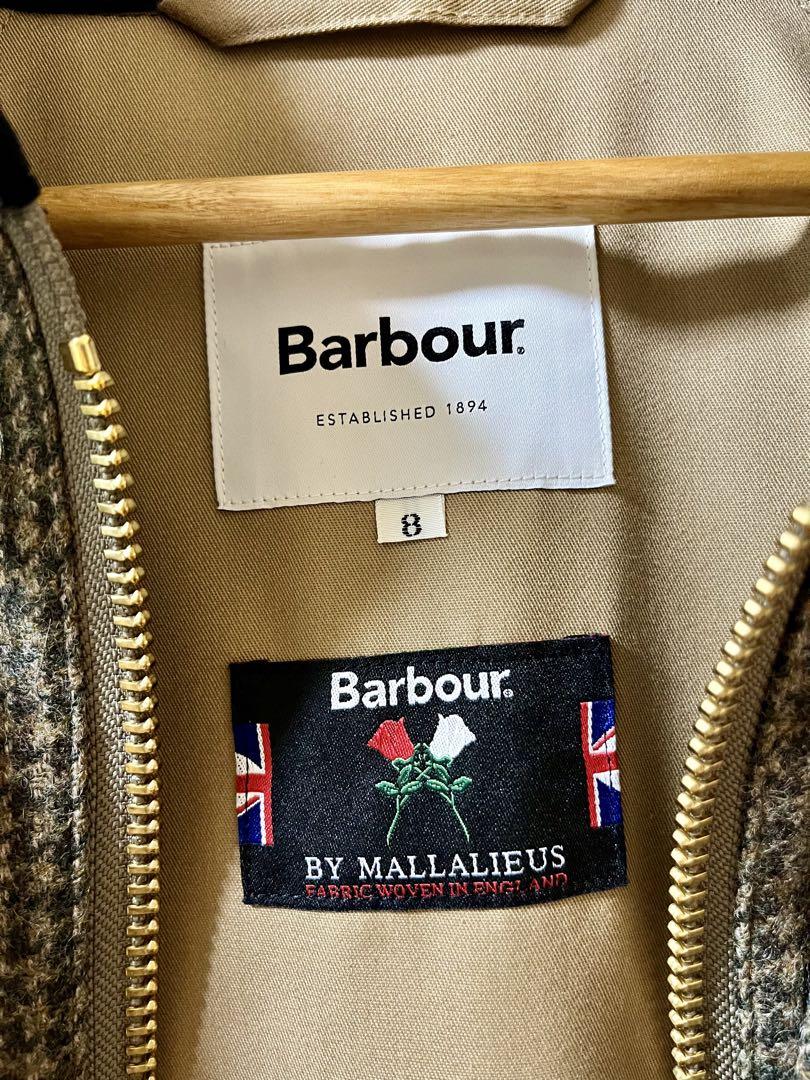 Barbour®
ESTABLISHED 1894
8
Barbour®
BY MALLALIEUS
FABRIC WOVEN IN ENGLAND